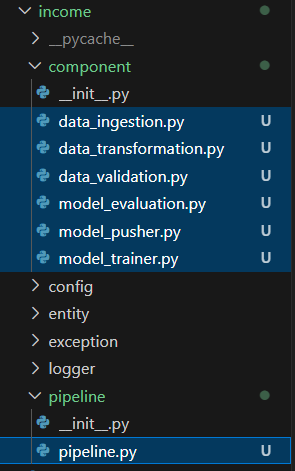 income
__pycache__
component
__init__.py
data_ingestion.py U
data_transformation.py U
data_validation.py U
model_evaluation.py U
model_pusher.py U
model_trainer.py U
config
entity
exception
logger
pipeline
__init__.py
pipeline.py U